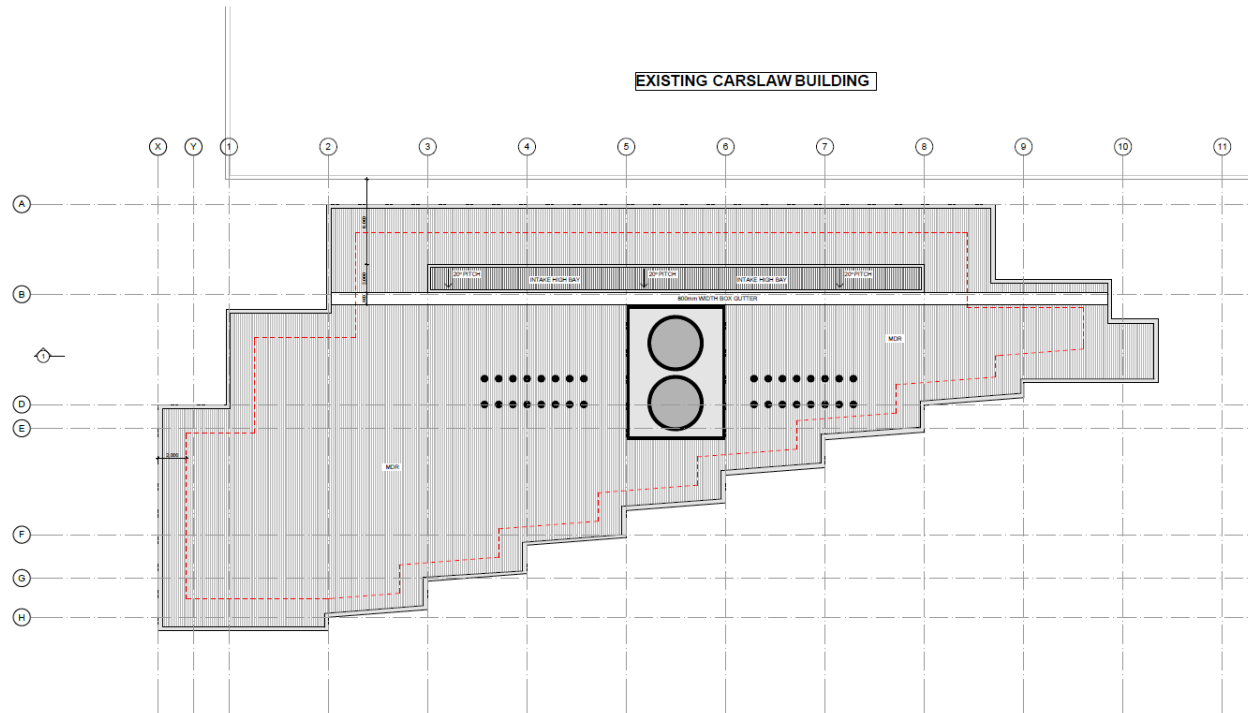 EXISTING CARSLAW BUILDING
X Y 1 2 3 4 5 6 7 8 9 10 11
A
20° PITCH INTAKE HIGH BAY 20° PITCH INTAKE HIGH BAY 20° PITCH
B
900mm WIDTH BOX GUTTER
MDR
1
D
E
2,000
MDR
F
G
H